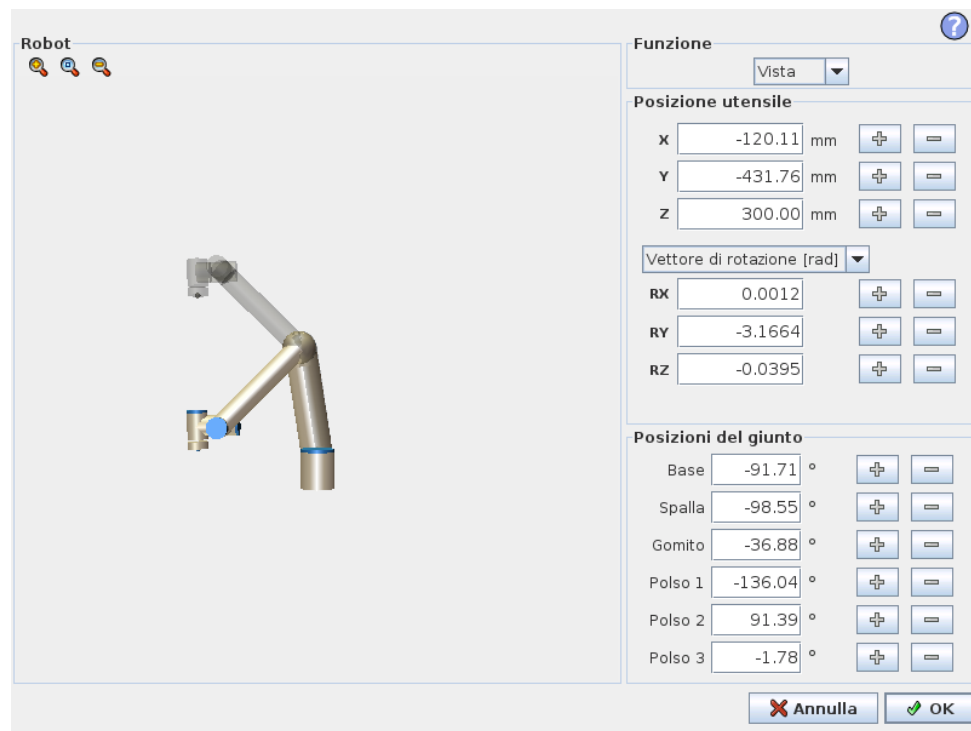 Robot
Funzione
Vista
Posizione utensile
X -120.11 mm
Y -431.76 mm
Z 300.00 mm
Vettore di rotazione [rad]
RX 0.0012
RY -3.1664
RZ -0.0395
Posizioni del giunto
Base -91.71 °
Spalla -98.55 °
Gomito -36.88 °
Polso 1 -136.04 °
Polso 2 91.39 °
Polso 3 -1.78 °
Annulla OK